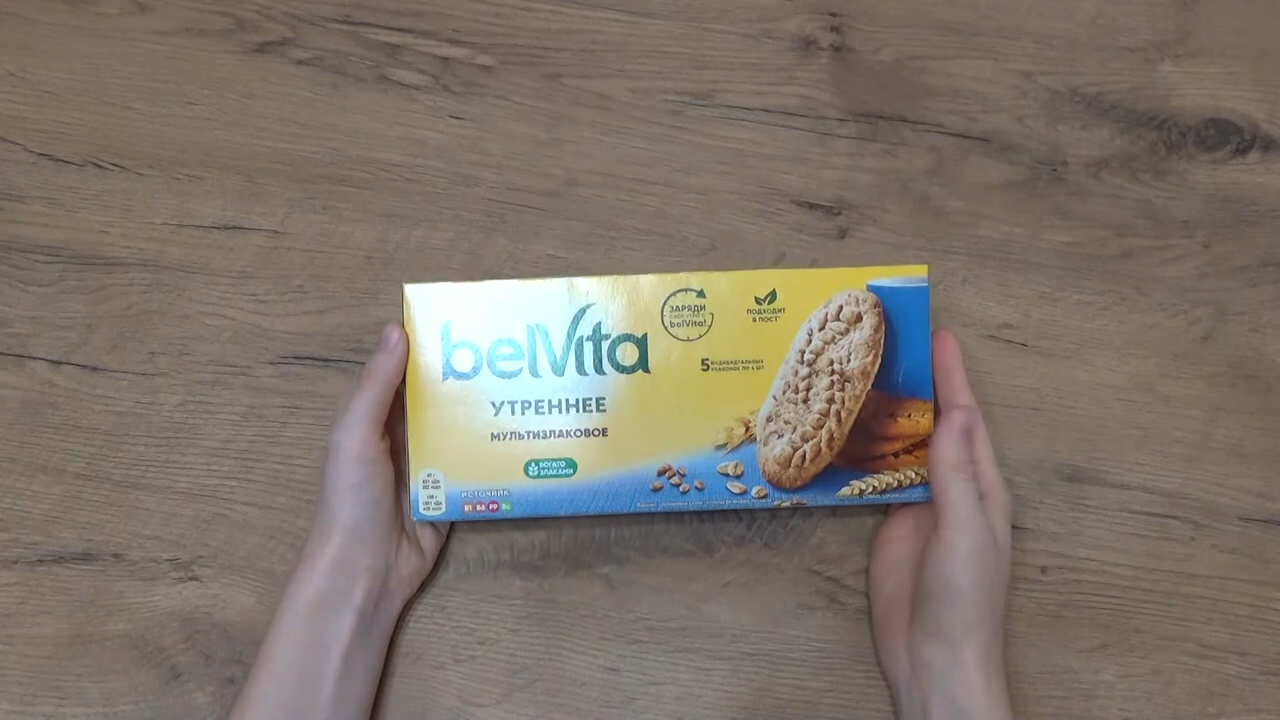 belVita
УТРЕННЕЕ
МУЛЬТИЗЛАКОВОЕ
БОГАТО
ЗЛАКАМИ
ИСТОЧНИК
B1 B6 PP
ЗАРЯДИ
СВОЕ УТРО С
belVita!
ПОДХОДИТ
В ПОСТ*
5 ИНДИВИДУАЛЬНЫХ
УПАКОВОК ПО 4 ШТ